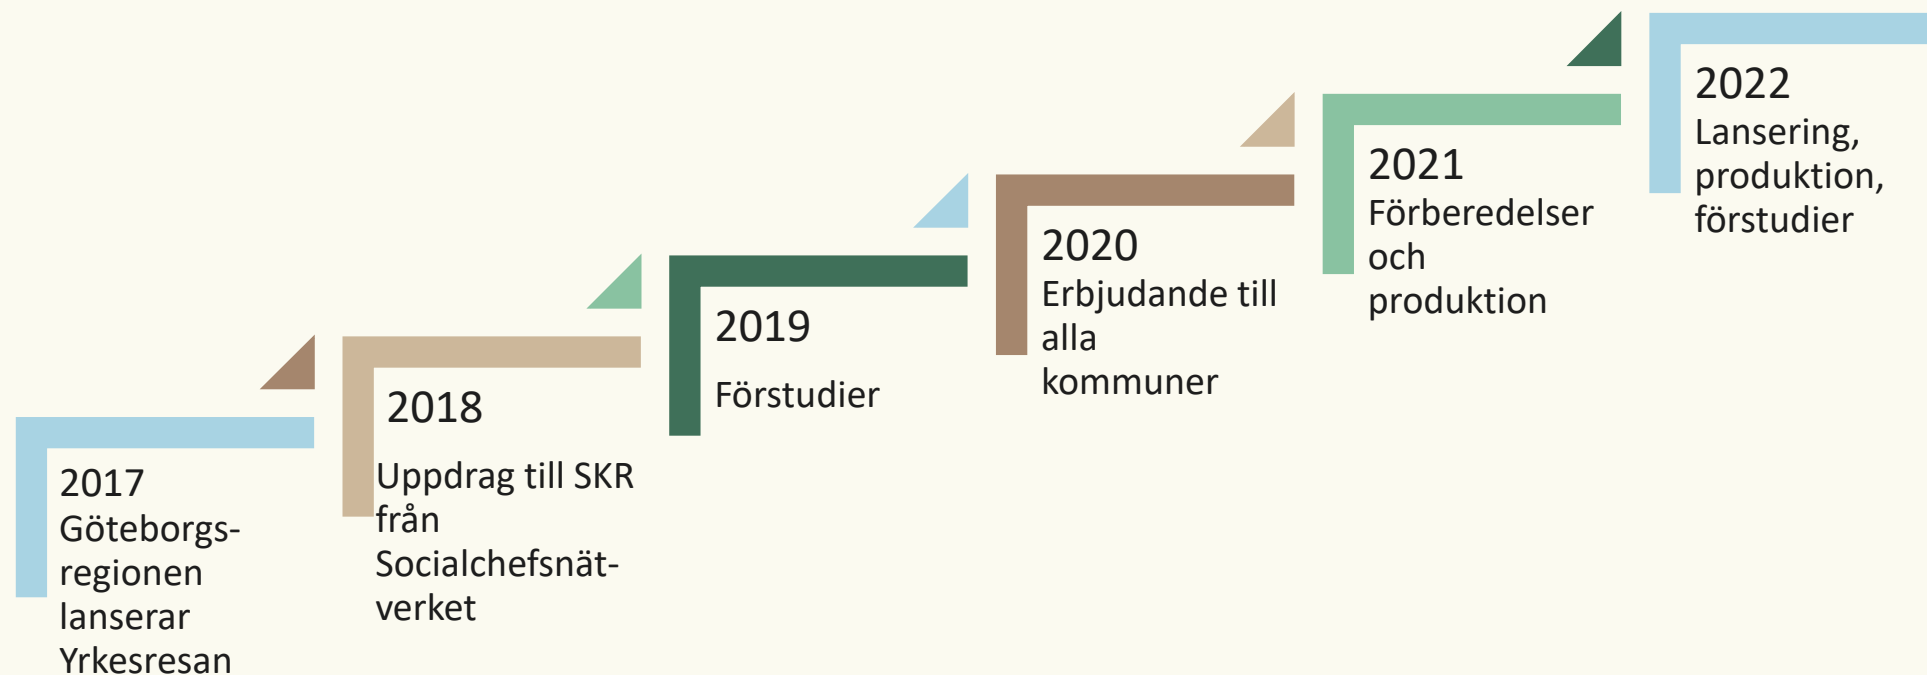 2017
Göteborgs-
regionen
lanserar
Yrkesresan
2018
Uppdrag till SKR
från
Socialchefsnät-
verket
2019
Förstudier
2020
Erbjudande till
alla
kommuner
2021
Förberedelser
och
produktion
2022
Lansering,
produktion,
förstudier